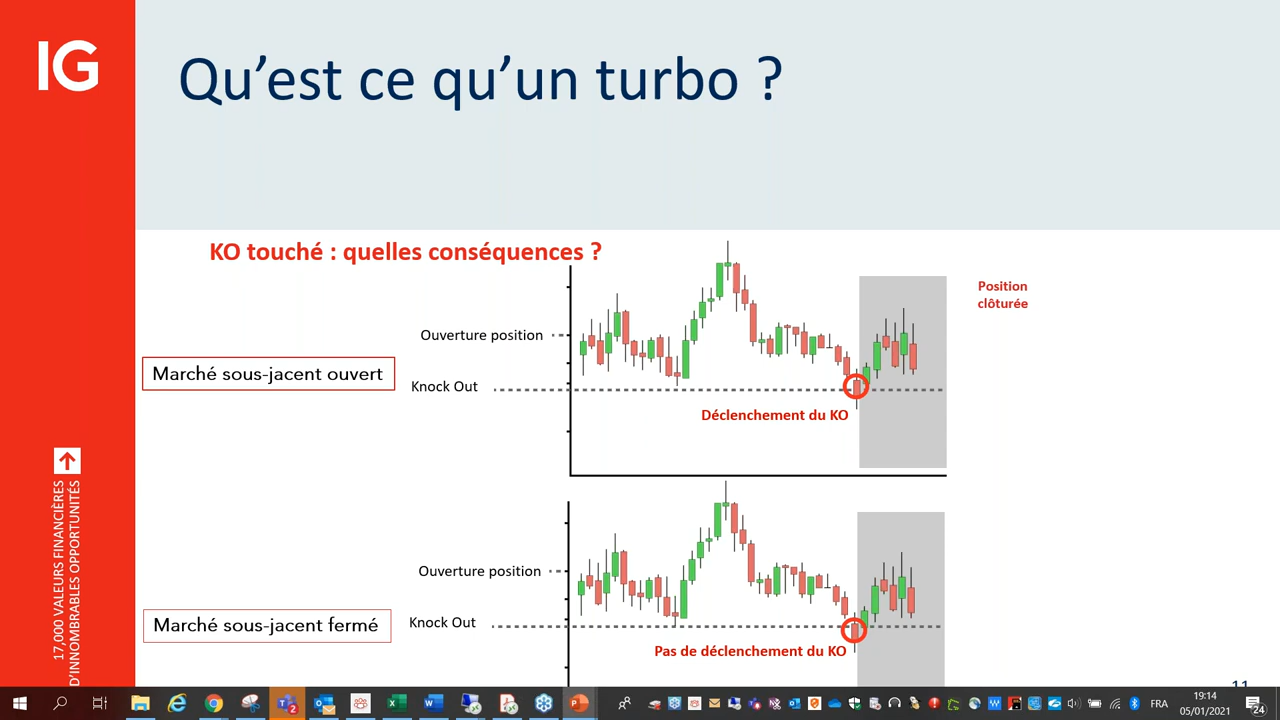 IG
Qu’est ce qu’un turbo ?
KO touché : quelles conséquences ?
Position
clôturée
Ouverture position
Marché sous-jacent ouvert
Knock Out
Déclenchement du KO
Ouverture position
Marché sous-jacent fermé
Knock Out
Pas de déclenchement du KO
17,000 VALEURS FINANCIÈRES
D’INNOMBRABLES OPPORTUNITÉS
11
FRA
19:14
05/01/2021
24